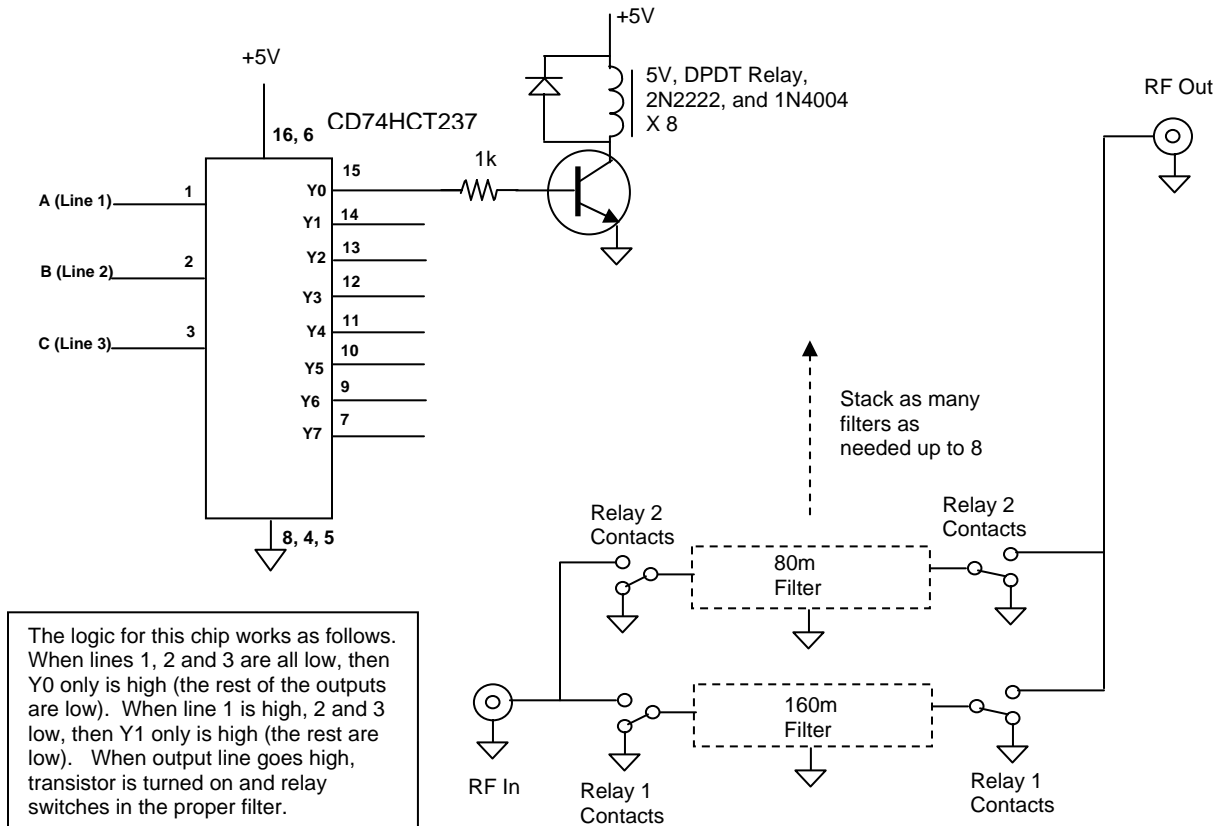 +5V
+5V
5V, DPDT Relay,
2N2222, and 1N4004
X 8
RF Out
CD74HCT237
16, 6
1k
15
Y0
A (Line 1)
1
14
Y1
13
Y2
B (Line 2)
2
12
Y3
11
Y4
C (Line 3)
3
10
Y5
9
Y6
7
Y7
8, 4, 5
Stack as many
filters as
needed up to 8
Relay 2
Contacts
80m
Filter
Relay 2
Contacts
160m
Filter
RF In
Relay 1
Contacts
Relay 1
Contacts
The logic for this chip works as follows.
When lines 1, 2 and 3 are all low, then
Y0 only is high (the rest of the outputs
are low).  When line 1 is high, 2 and 3
low, then Y1 only is high (the rest are
low).   When output line goes high,
transistor is turned on and relay
switches in the proper filter.